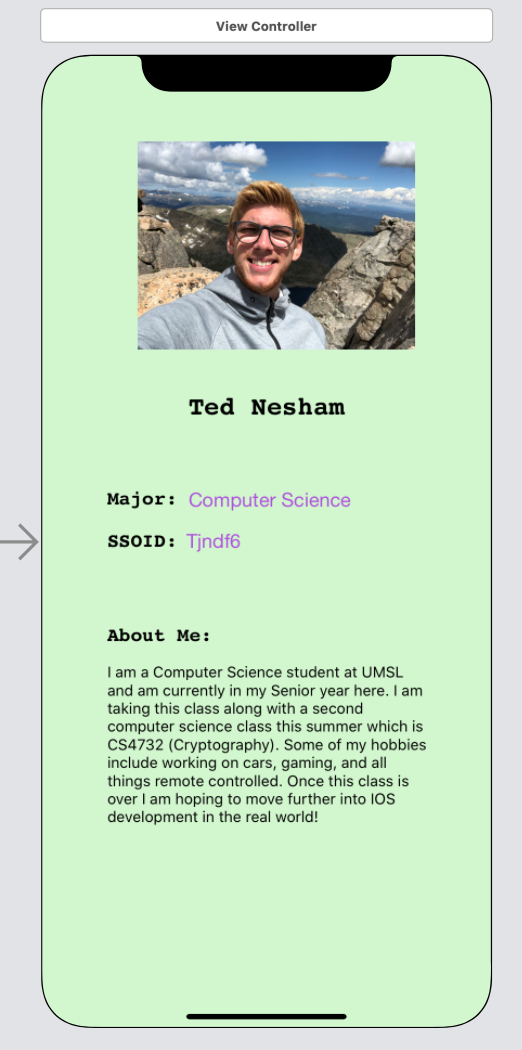 View Controller
Ted Nesham
Major: Computer Science
SSOID: Tjndf6
About Me:
I am a Computer Science student at UMSL
and am currently in my Senior year here. I am
taking this class along with a second
computer science class this summer which is
CS4732 (Cryptography). Some of my hobbies
include working on cars, gaming, and all
things remote controlled. Once this class is
over I am hoping to move further into IOS
development in the real world!